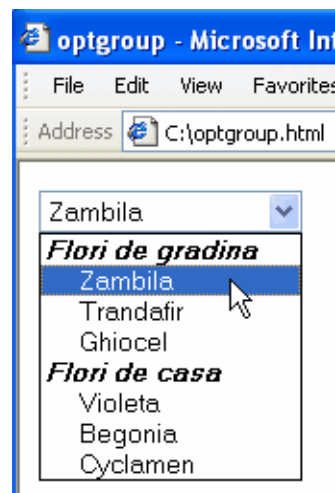 optgroup - Microsoft Int
File Edit View Favorites
Address C:\optgroup.html
Zambila
Flori de gradina
Zambila
Trandafir
Ghiocel
Flori de casa
Violeta
Begonia
Cyclamen